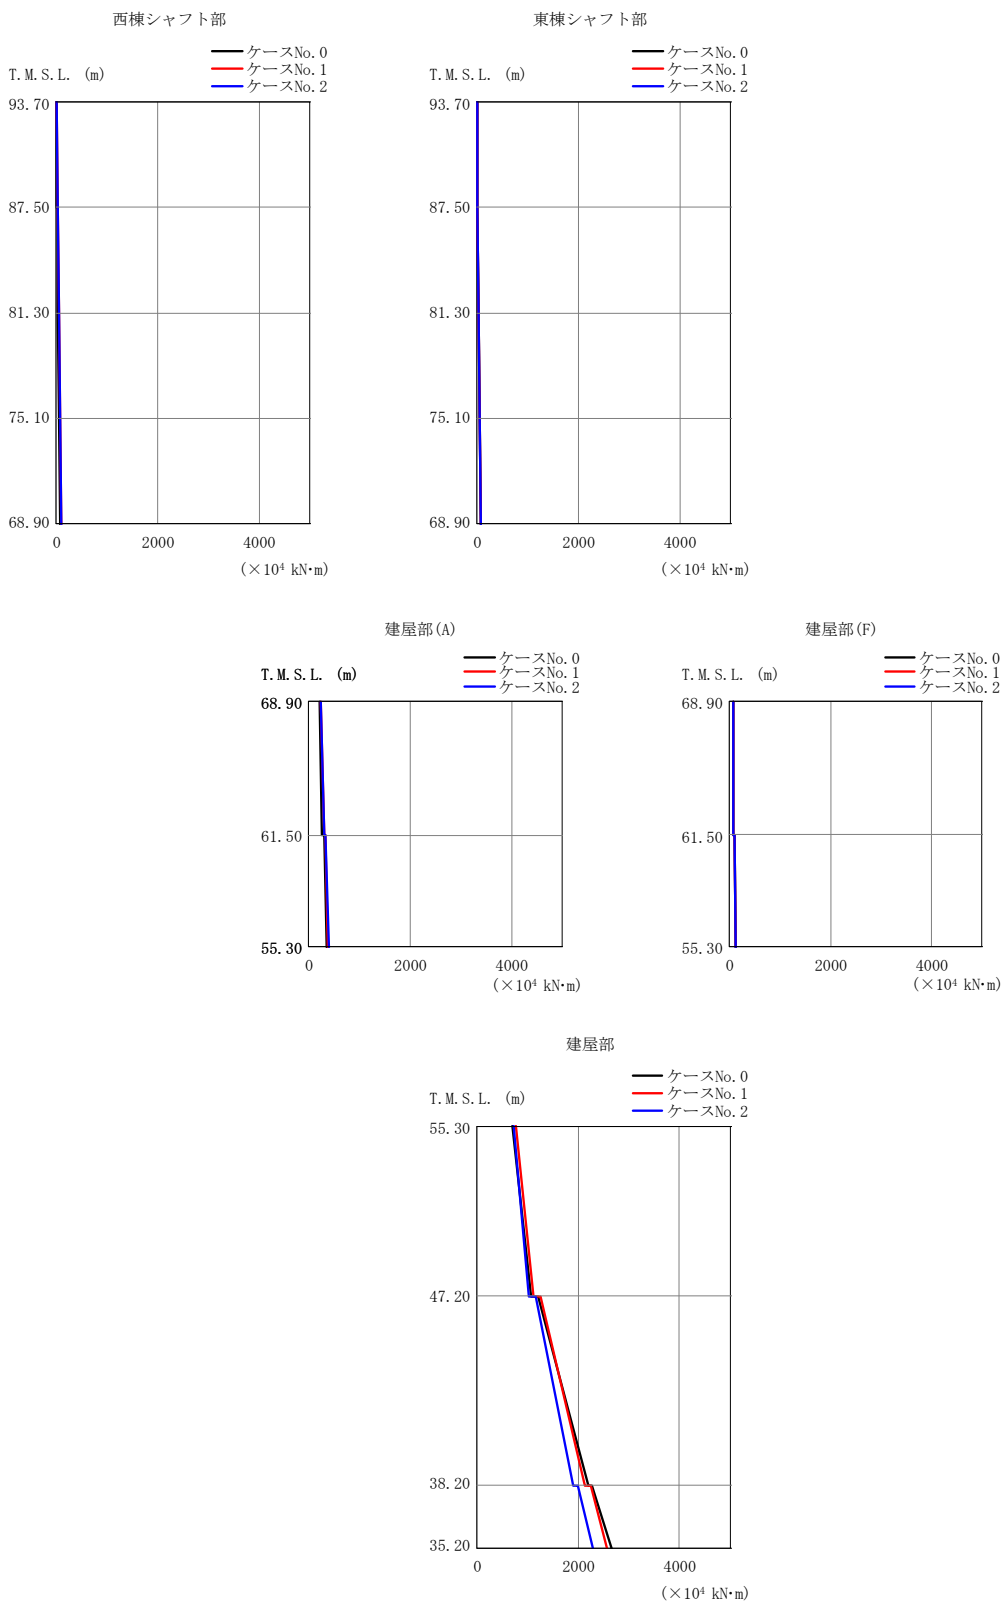 西棟シャフト部
ケースNo.0
ケースNo.1
ケースNo.2
T.M.S.L. (m)
93.70
87.50
81.30
75.10
68.90
0 2000 4000
(×10⁴ kN・m)
東棟シャフト部
ケースNo.0
ケースNo.1
ケースNo.2
T.M.S.L. (m)
93.70
87.50
81.30
75.10
68.90
0 2000 4000
(×10⁴ kN・m)
建屋部(A)
ケースNo.0
ケースNo.1
ケースNo.2
T.M.S.L. (m)
68.90
61.50
55.30
0 2000 4000
(×10⁴ kN・m)
建屋部(F)
ケースNo.0
ケースNo.1
ケースNo.2
T.M.S.L. (m)
68.90
61.50
55.30
0 2000 4000
(×10⁴ kN・m)
建屋部
ケースNo.0
ケースNo.1
ケースNo.2
T.M.S.L. (m)
55.30
47.20
38.20
35.20
0 2000 4000
(×10⁴ kN・m)